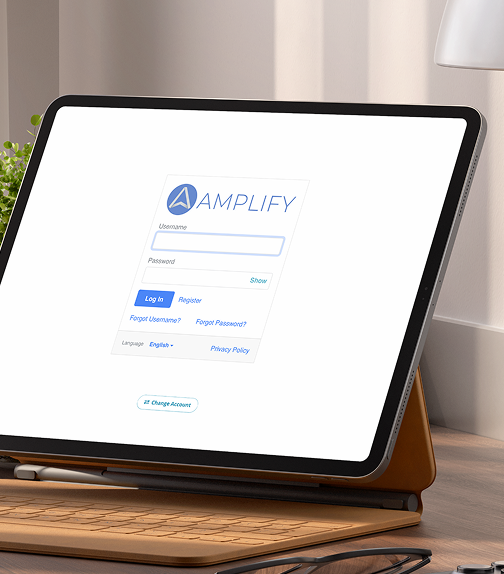 AMPLIFY
Username
Password
Show
Log In Register
Forgot Username? Forgot Password?
Language English
Privacy Policy
Change Account